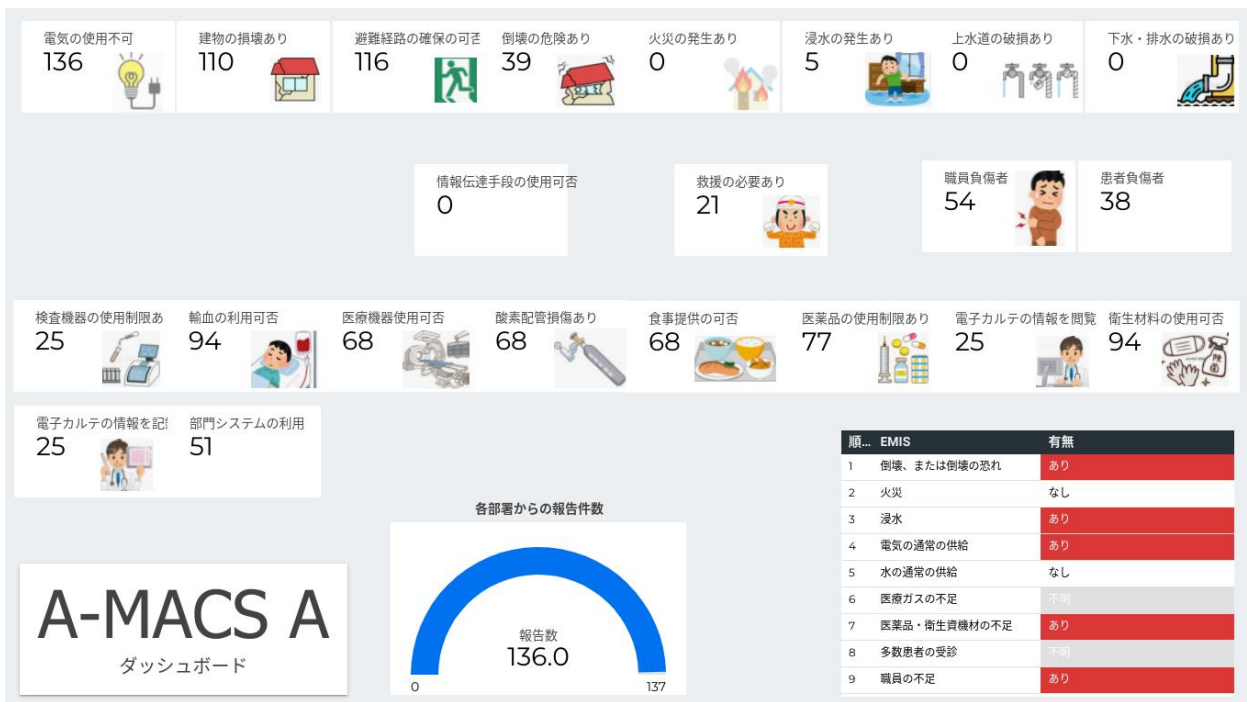 電気の使用不可
136
建物の損壊あり
110
避難経路の確保の可否
116
倒壊の危険あり
39
火災の発生あり
0
浸水の発生あり
5
上水道の破損あり
0
下水・排水の破損あり
0
情報伝達手段の使用可否
0
救援の必要あり
21
職員負傷者
54
患者負傷者
38
検査機器の使用制限あ
25
輸血の利用可否
94
医療機器使用可否
68
酸素配管損傷あり
68
食事提供の可否
68
医薬品の使用制限あり
77
電子カルテの情報を閲覧
25
衛生材料の使用可否
94
電子カルテの情報を記
25
部門システムの利用
51
順... EMIS 有無
1 倒壊、または倒壊の恐れ あり
2 火災 なし
3 浸水 あり
4 電気の通常の供給 あり
5 水の通常の供給 なし
6 医療ガスの不足 不明
7 医薬品・衛生資機材の不足 あり
8 多数患者の受診 不明
9 職員の不足 あり
各部署からの報告件数
報告数
136.0
0
137
A-MACS A
ダッシュボード